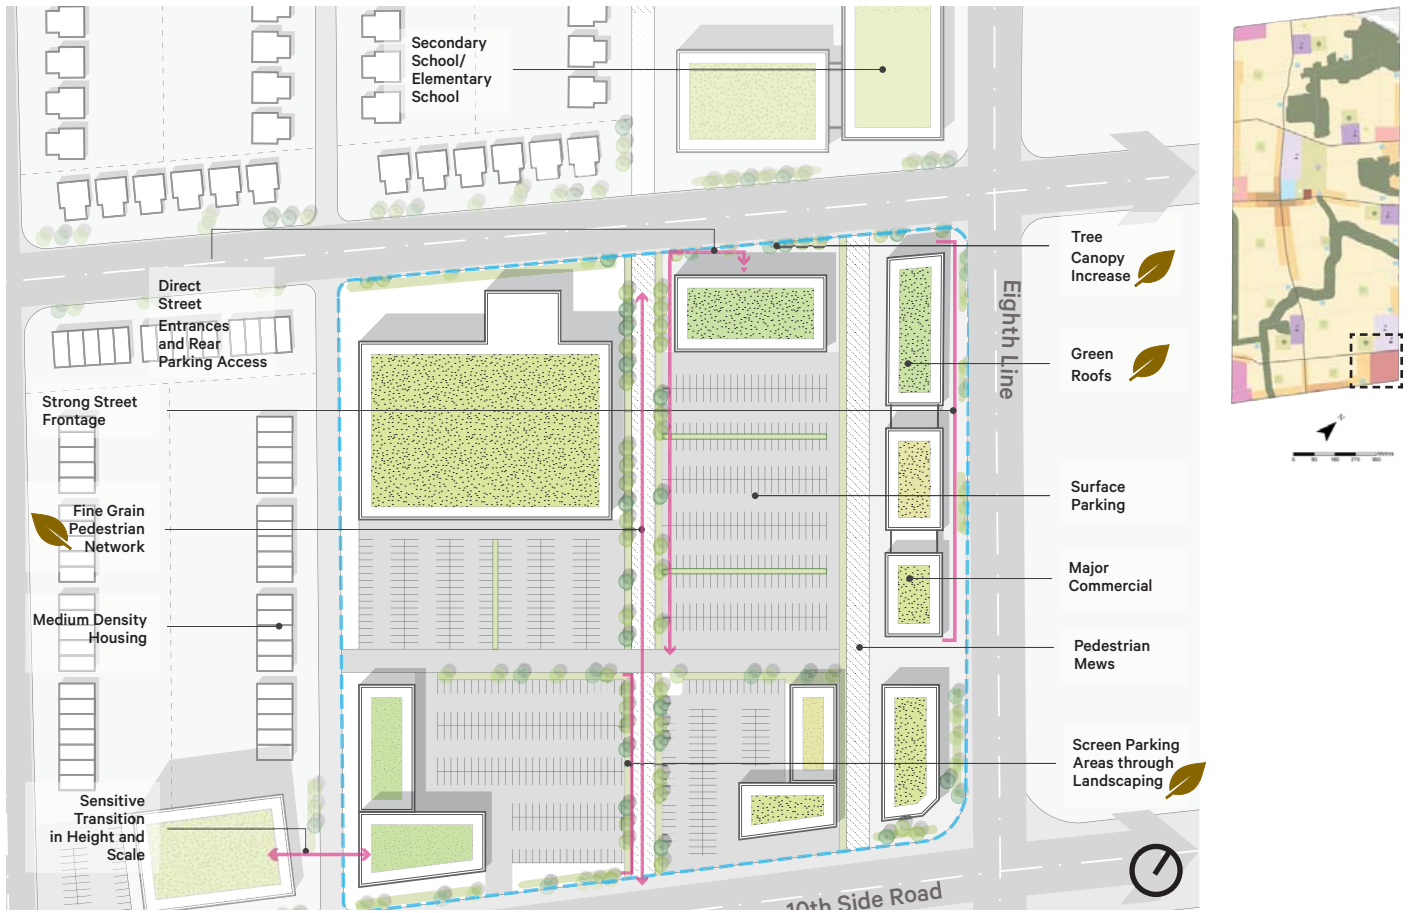 Secondary
School/
Elementary
School
Tree
Canopy
Increase
Direct
Street
Entrances
and Rear
Parking Access
Eighth Line
Green
Roofs
Strong Street
Frontage
Surface
Parking
Fine Grain
Pedestrian
Network
Major
Commercial
Medium Density
Housing
Pedestrian
Mews
Screen Parking
Areas through
Landscaping
Sensitive
Transition
in Height and
Scale
10th Side Road